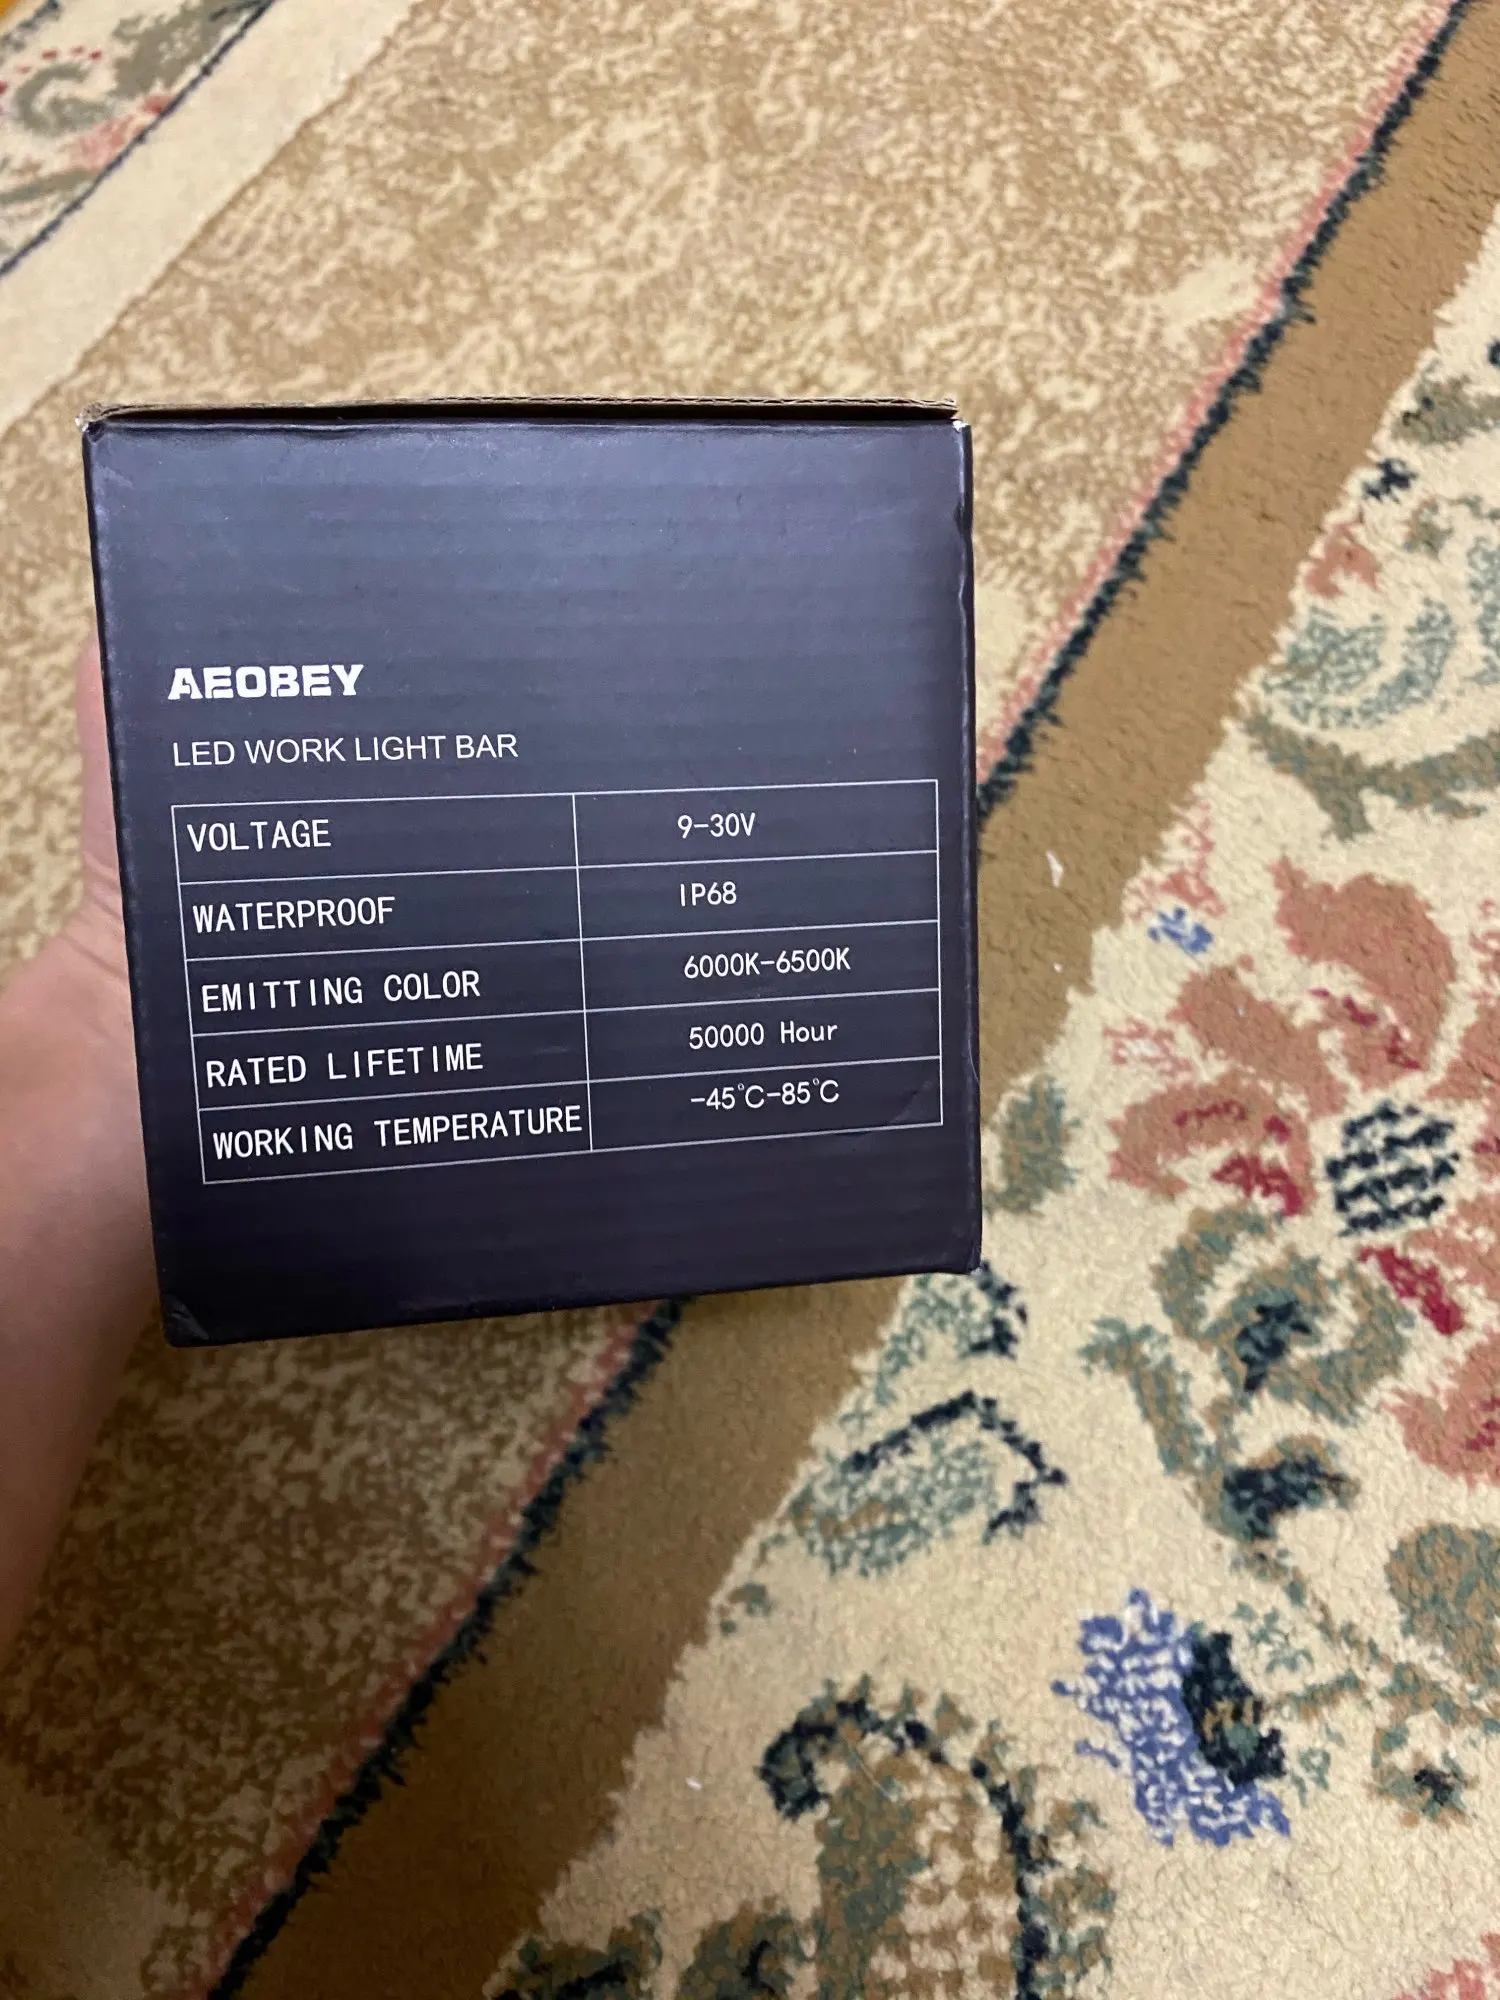 AEOBEY
LED WORK LIGHT BAR
VOLTAGE 9-30V
WATERPROOF IP68
EMITTING COLOR 6000K-6500K
RATED LIFETIME 50000 Hour
WORKING TEMPERATURE -45°C-85°C